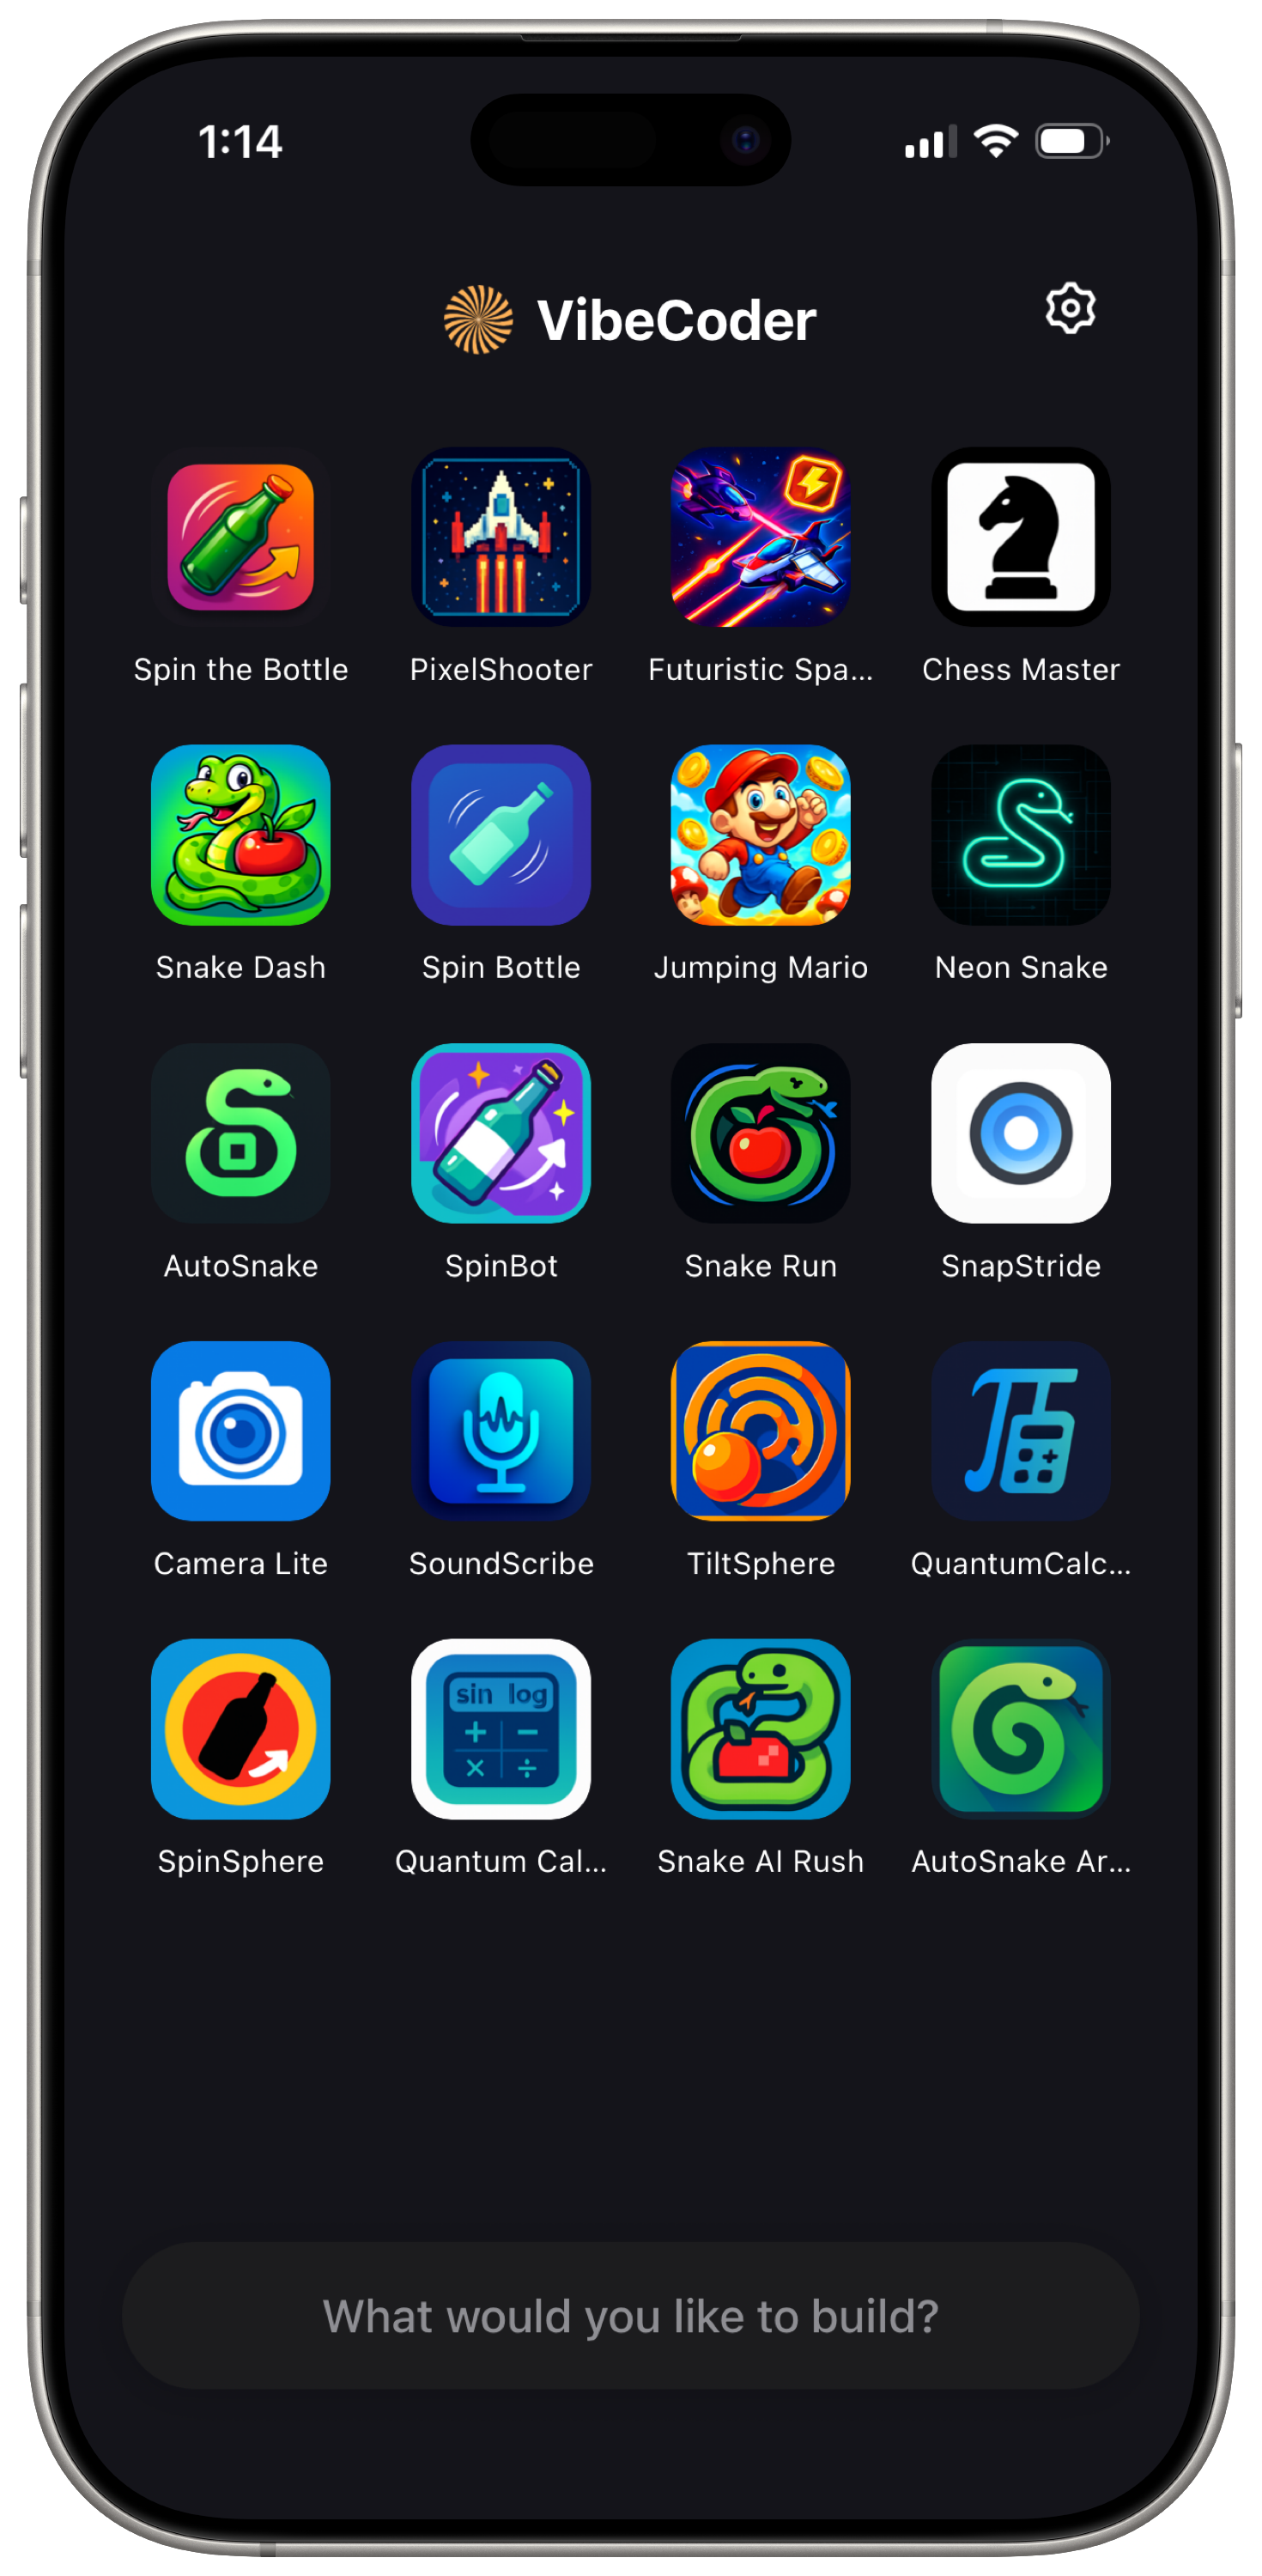 1:14
VibeCoder
Spin the Bottle PixelShooter Futuristic Spa... Chess Master
Snake Dash Spin Bottle Jumping Mario Neon Snake
AutoSnake SpinBot Snake Run SnapStride
Camera Lite SoundScribe TiltSphere QuantumCalc...
sin log
+ −
× ÷
SpinSphere Quantum Cal... Snake AI Rush AutoSnake Ar...
What would you like to build?